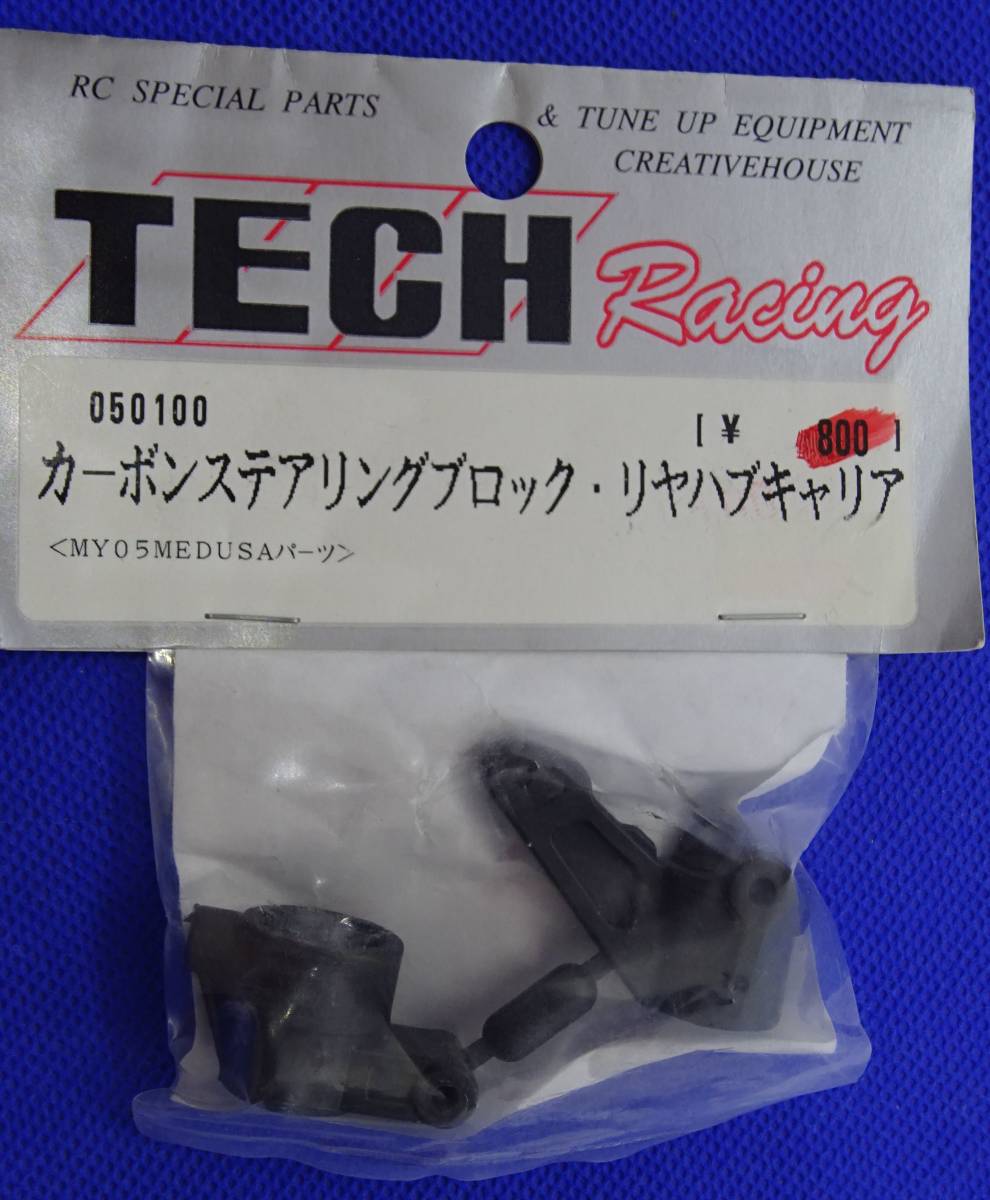 RC SPECIAL PARTS & TUNE UP EQUIPMENT
CREATIVEHOUSE
TECH Racing
050100 [ ¥ 800 ]
カーボンステアリングブロック・リヤハブキャリア
<MY05MEDUSAパーツ>